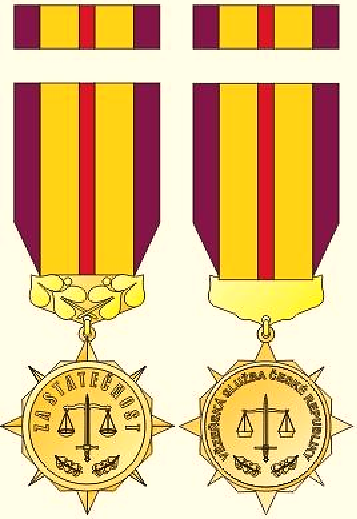 ZA STATEČNOST
VĚZEŇSKÁ SLUŽBA ČESKÉ REPUBLIKY